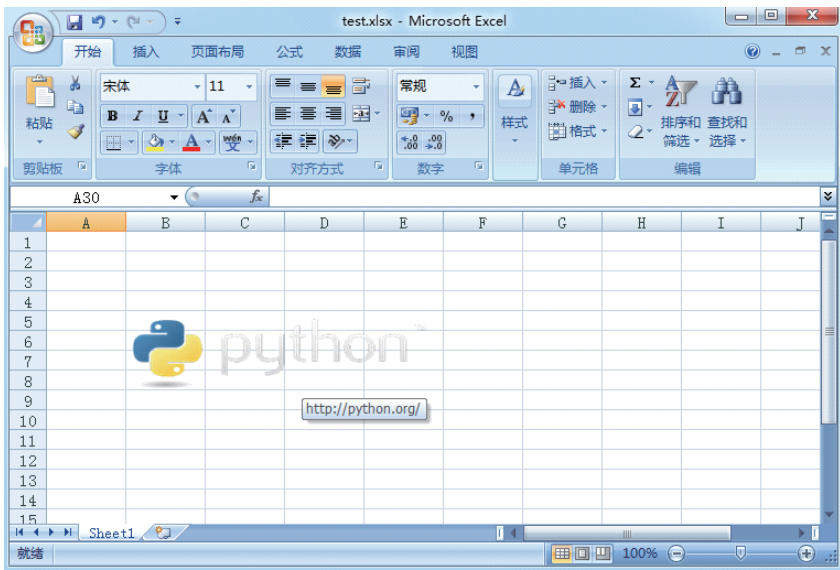 test.xlsx - Microsoft Excel
开始 插入 页面布局 公式 数据 审阅 视图
粘贴
剪贴板
宋体 11
B I U A A
A wén 变
字体
对齐方式
常规
% ,
.0 .00 .00 .0
数字
A
样式
插入
删除
格式
单元格
Σ
A Z
排序和筛选
查找和选择
编辑
A30 fx
A B C D E F G H I J
1
2
3
4
5
6
7
8
9
10
11
12
13
14
15
python
http://python.org/
Sheet1
就绪 100%